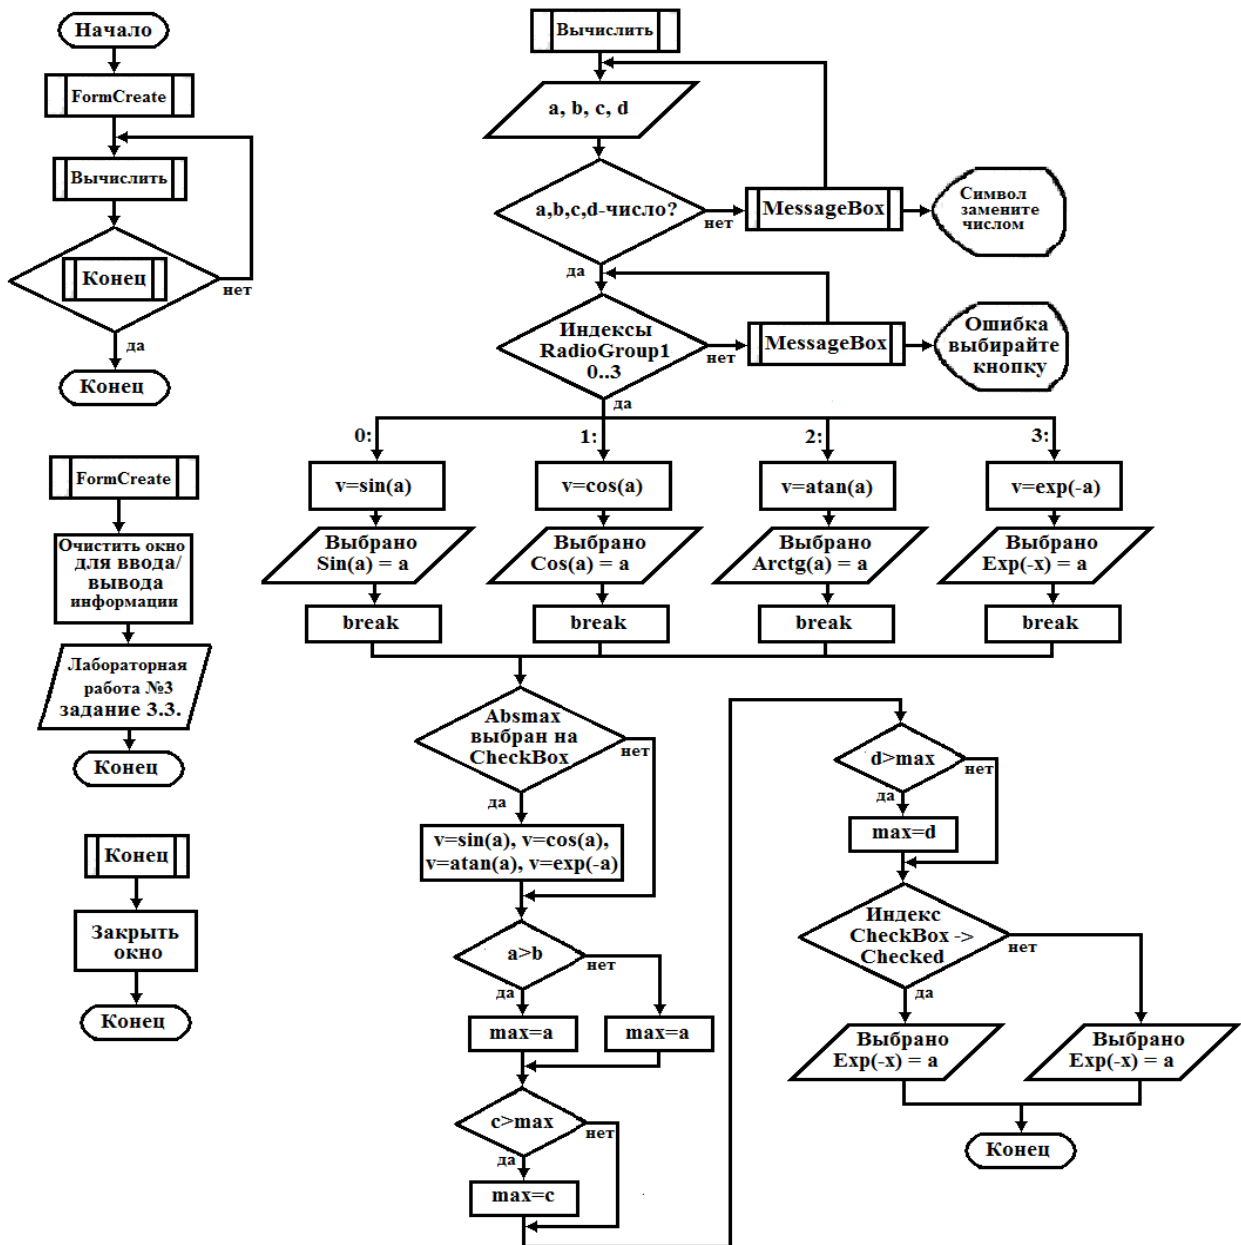 Начало
FormCreate
Вычислить
Конец
нет
да
Конец
FormCreate
Очистить окно
для ввода/
вывода
информации
Лабораторная
работа №3
задание 3.3.
Конец
Конец
Закрыть
окно
Конец
Вычислить
a, b, c, d
a,b,c,d-число?
нет
MessageBox
Символ
замените
числом
да
Индексы
RadioGroup1
0..3
нет
MessageBox
Ошибка
выбирайте
кнопку
да
0:
1:
2:
3:
v=sin(a)
v=cos(a)
v=atan(a)
v=exp(-a)
Выбрано
Sin(a) = a
Выбрано
Cos(a) = a
Выбрано
Arctg(a) = a
Выбрано
Exp(-x) = a
break
break
break
break
Absmax
выбран на
CheckBox
нет
да
v=sin(a), v=cos(a),
v=atan(a), v=exp(-a)
a>b
нет
да
max=a
max=a
c>max
нет
да
max=c
d>max
нет
да
max=d
Индекс
CheckBox ->
Checked
нет
да
Выбрано
Exp(-x) = a
Выбрано
Exp(-x) = a
Конец